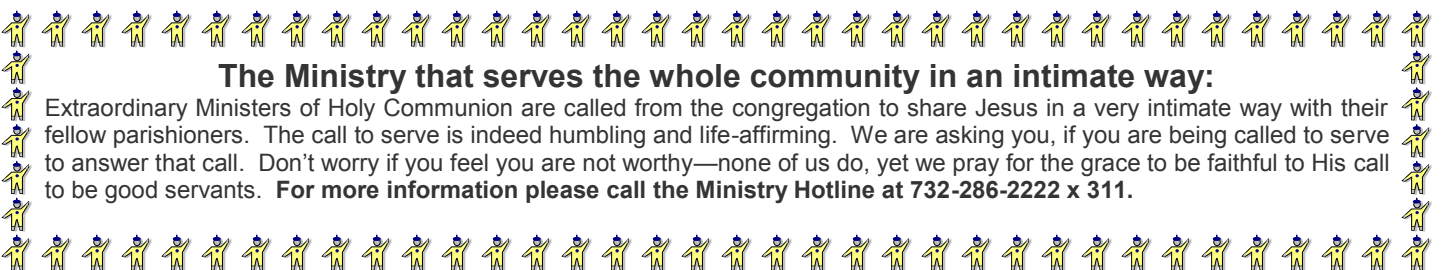 The Ministry that serves the whole community in an intimate way:
Extraordinary Ministers of Holy Communion are called from the congregation to share Jesus in a very intimate way with their
fellow parishioners.  The call to serve is indeed humbling and life-affirming.  We are asking you, if you are being called to serve
to answer that call.  Don’t worry if you feel you are not worthy—none of us do, yet we pray for the grace to be faithful to His call
to be good servants.  For more information please call the Ministry Hotline at 732-286-2222 x 311.